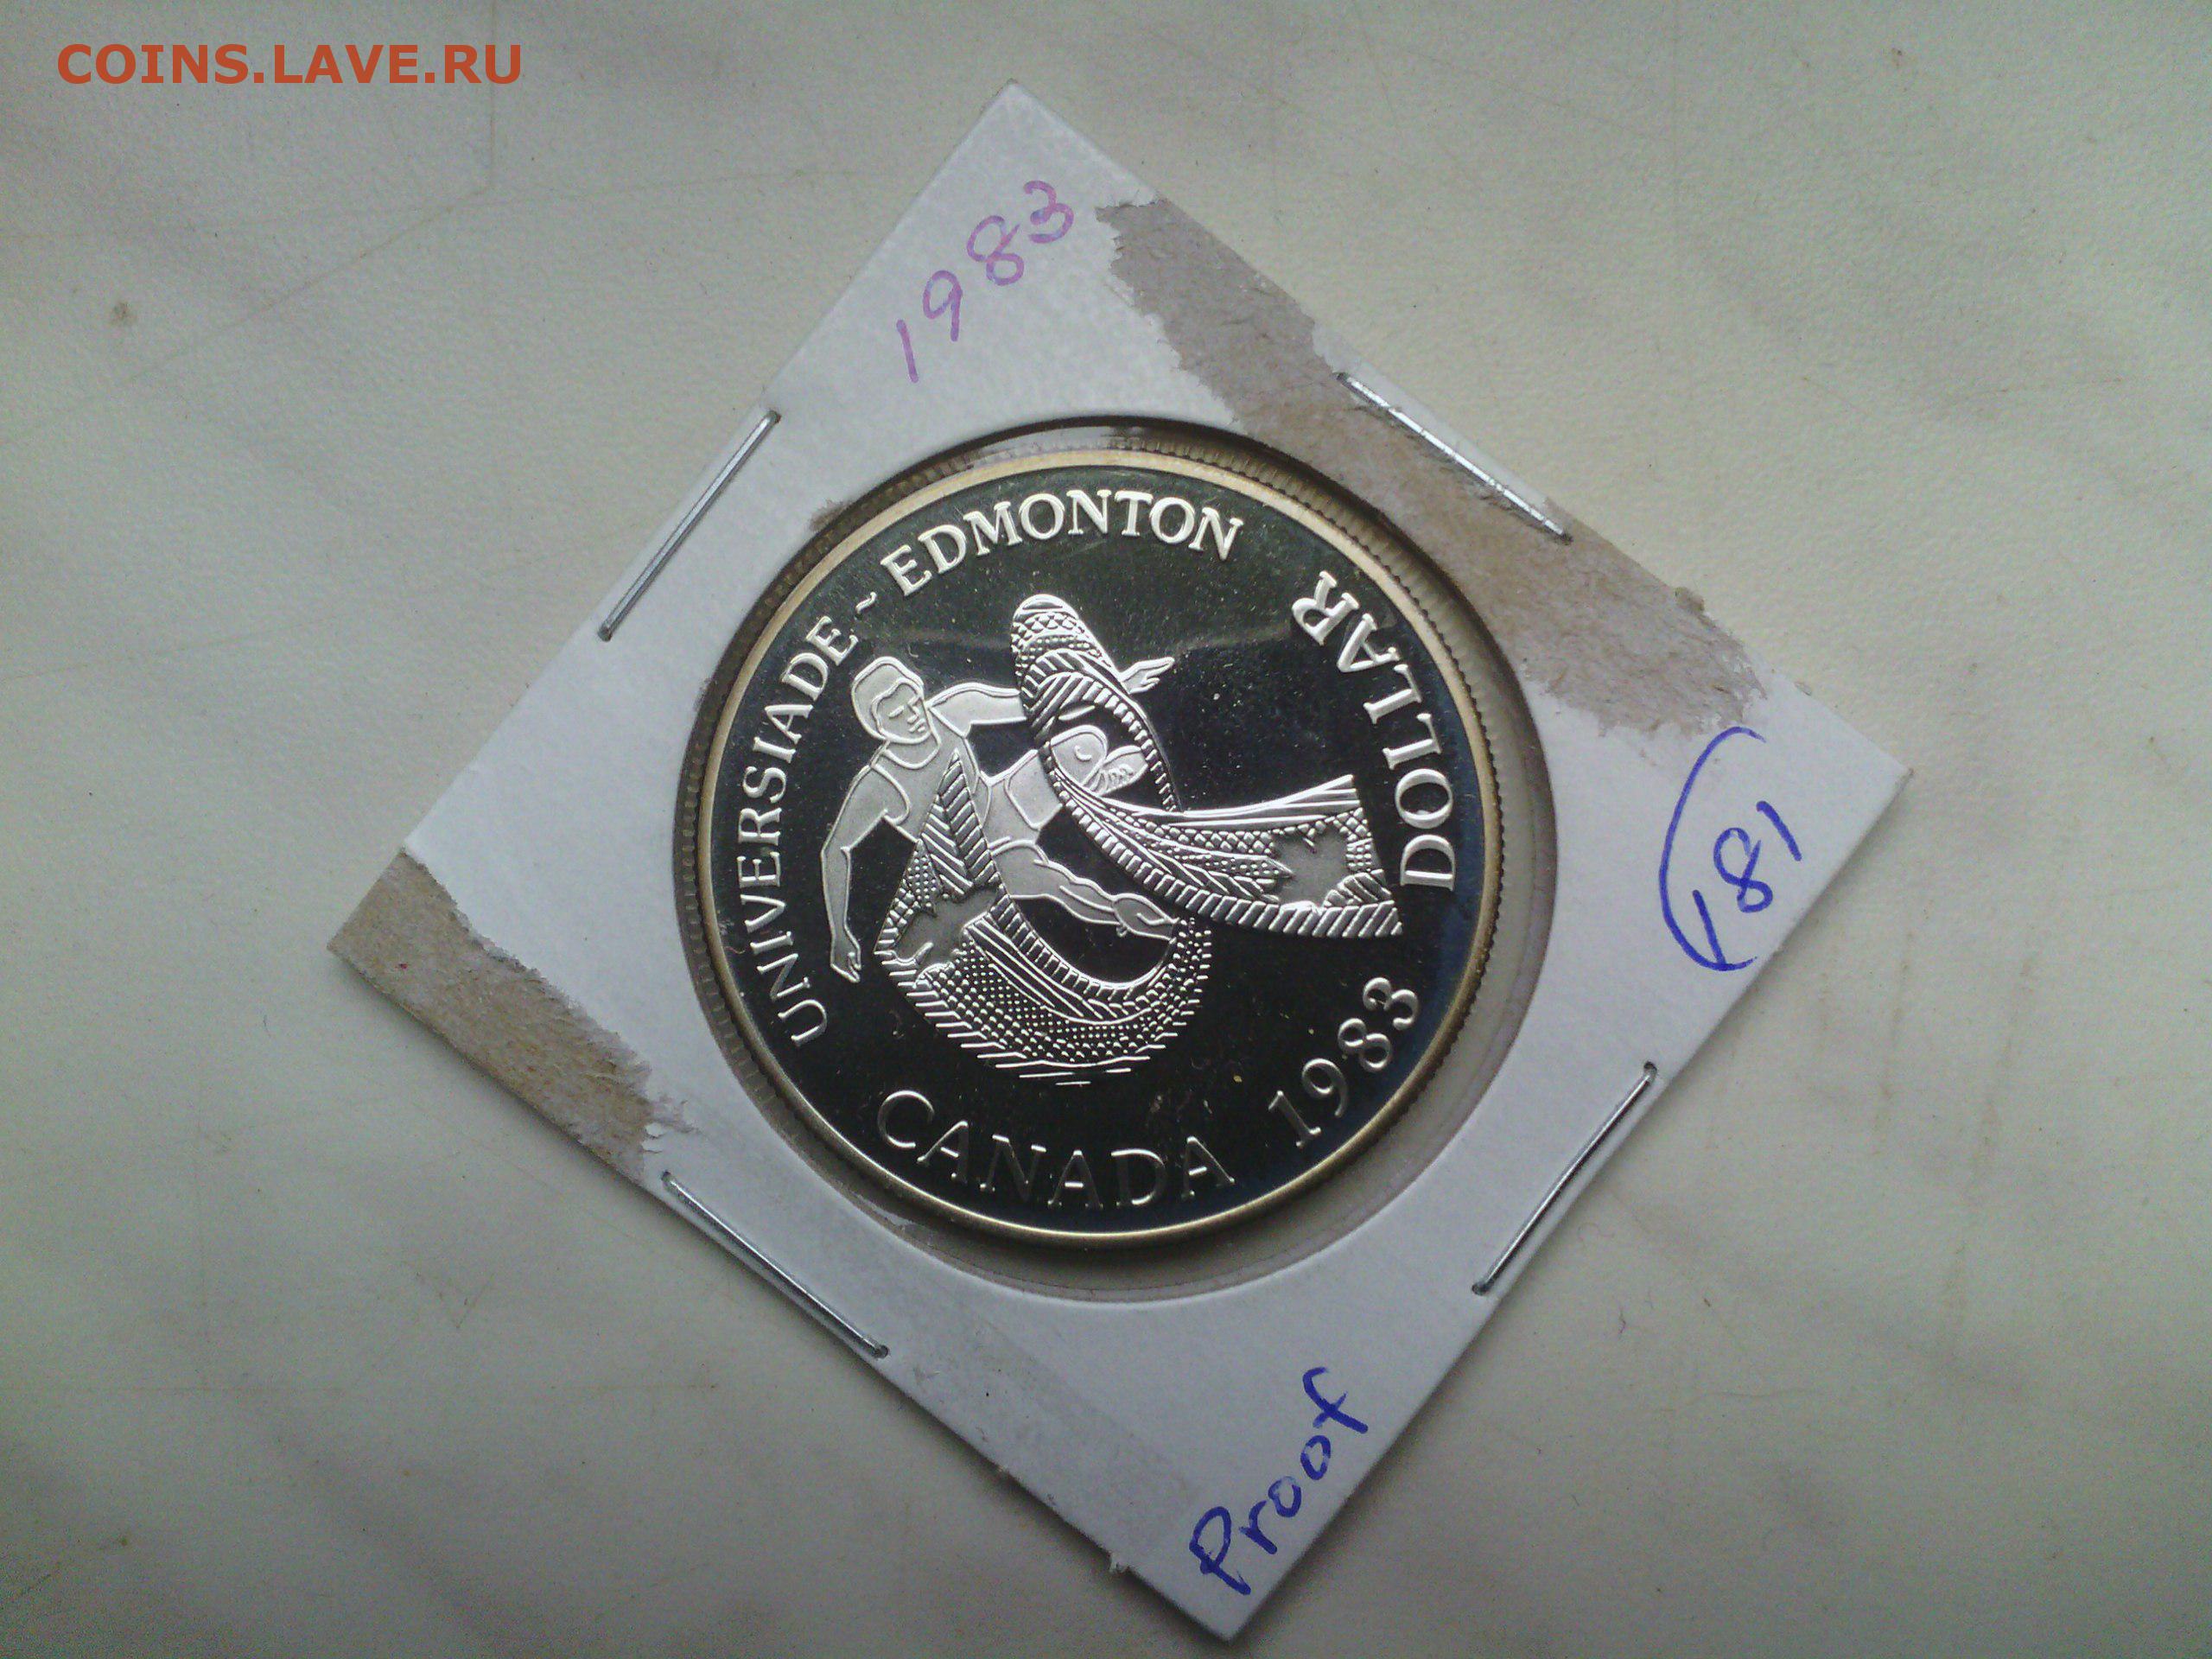 COINS.LAVE.RU
1983
UNIVERSIADE ~ EDMONTON
DOLLAR
CANADA 1983
181
Proof